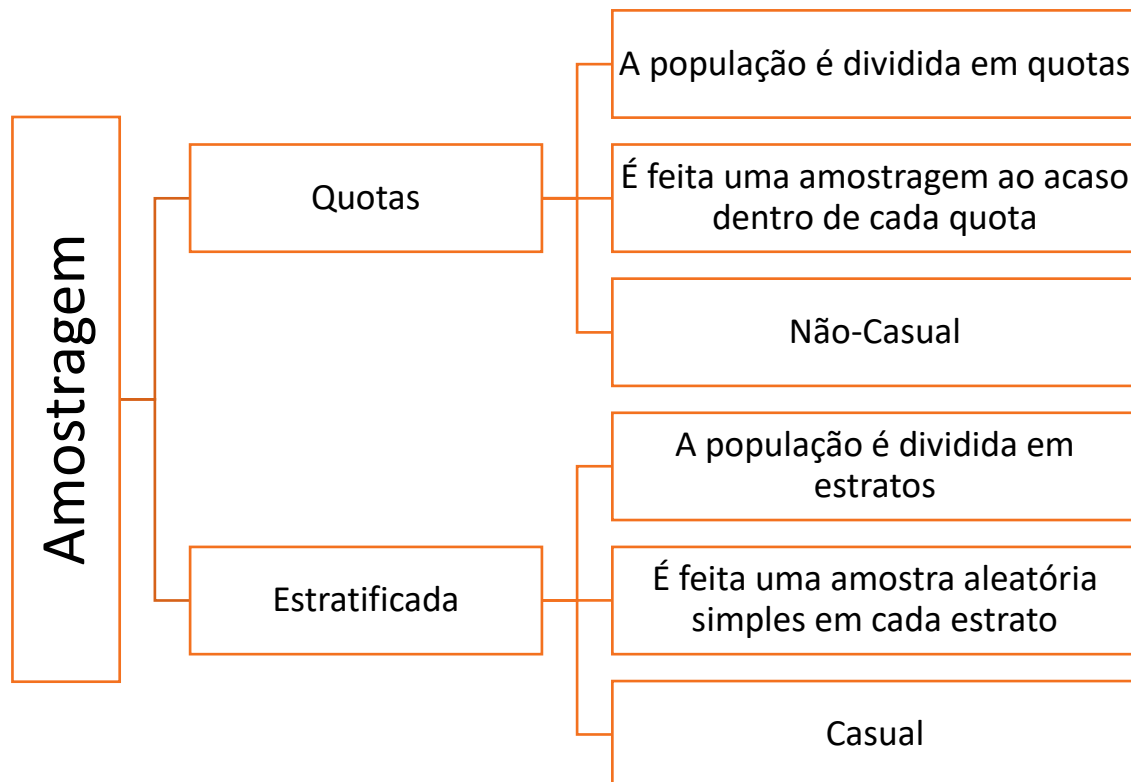 Amostragem
Quotas
A população é dividida em quotas
É feita uma amostragem ao acaso
dentro de cada quota
Não-Casual
Estratificada
A população é dividida em
estratos
É feita uma amostra aleatória
simples em cada estrato
Casual